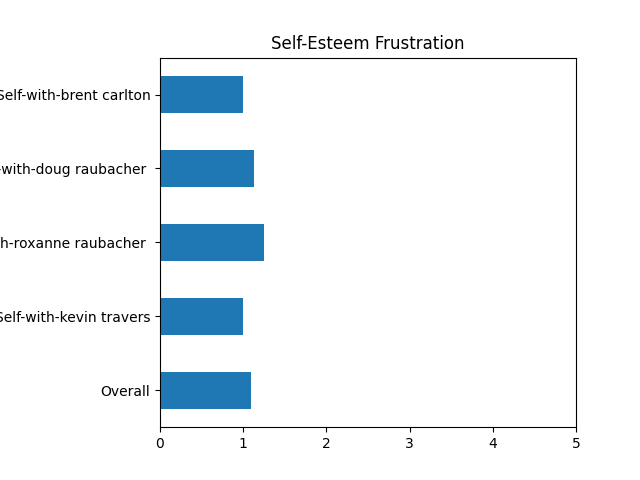 Self-Esteem Frustration
Self-with-brent carlton
-with-doug raubacher
h-roxanne raubacher
Self-with-kevin travers
Overall
0 1 2 3 4 5